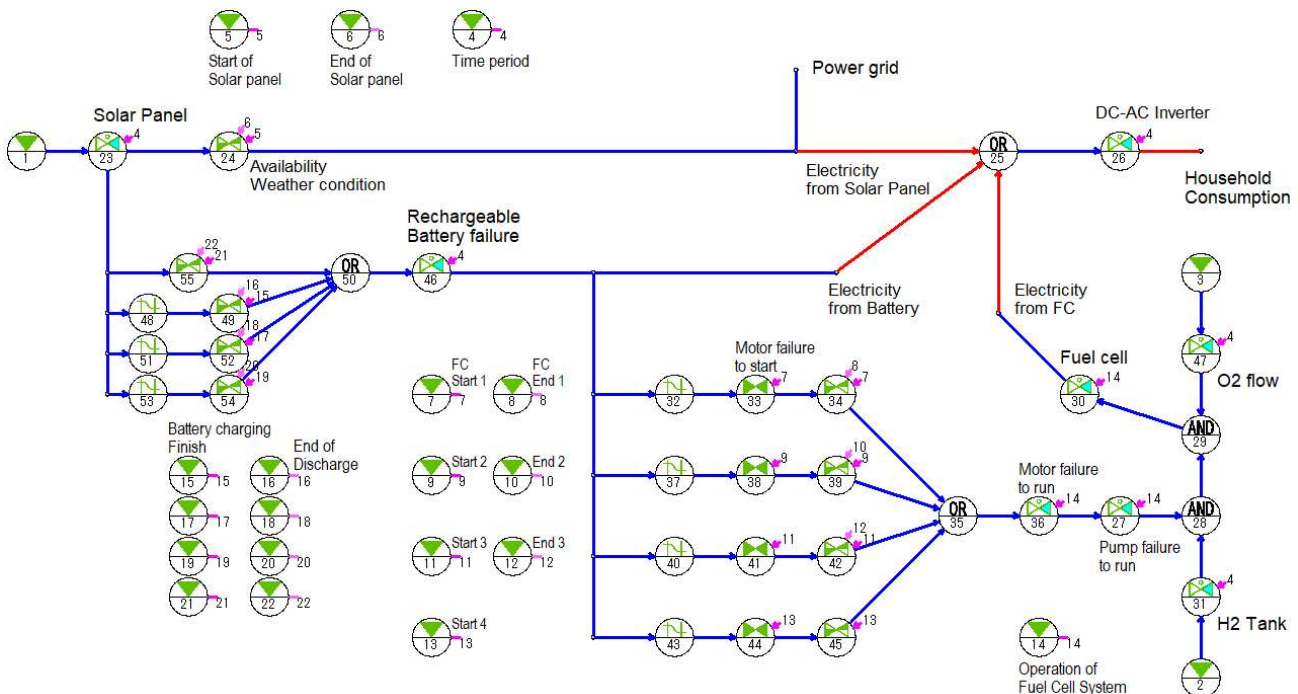 5 5
6 6
4 4
Start of
Solar panel
End of
Solar panel
Time period
Power grid
Solar Panel
DC-AC Inverter
1
23 4
24 6 5
OR
25
26 4
Availability
Weather condition
Electricity
from Solar Panel
Household
Consumption
Rechargeable
Battery failure
55 22 21
OR
50
46 4
3
48
49 16 15
51
52 18 17
53
54 20 19
Electricity
from Battery
Electricity
from FC
47 4
O2 flow
Fuel cell
30 14
AND
29
FC
Start 1
7 7
FC
End 1
8 8
Motor failure
to start
32
33 7
34 8 7
Battery charging
Finish
End of
Discharge
15 15
16 16
17 17
18 18
19 19
20 20
21 21
22 22
Start 2
9 9
End 2
10 10
37
38 9
39 10 9
Start 3
11 11
End 3
12 12
40
41 11
42 12 11
Start 4
13 13
43
44 13
45 13
OR
35
Motor failure
to run
36 14
27 14
Pump failure
to run
AND
28
31 4
H2 Tank
2
14 14
Operation of
Fuel Cell System